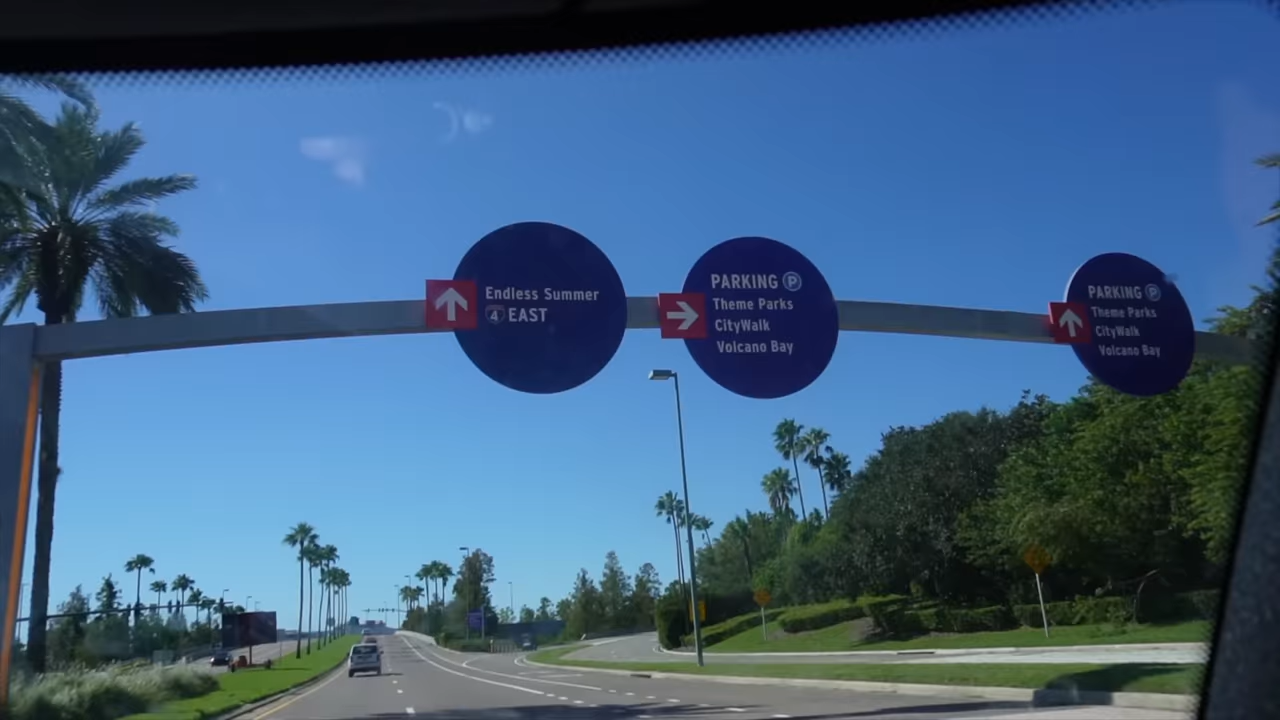 Endless Summer
4 EAST
PARKING P
Theme Parks
CityWalk
Volcano Bay
PARKING P
Theme Parks
CityWalk
Volcano Bay